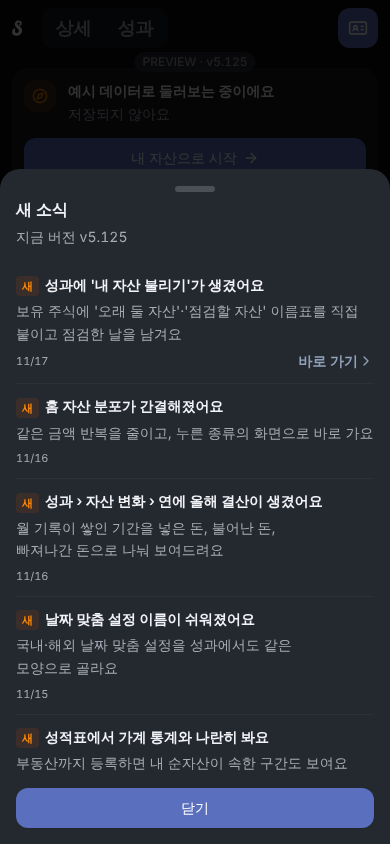 S 상세 성과
PREVIEW · v5.125
예시 데이터로 둘러보는 중이에요
저장되지 않아요
내 자산으로 시작 →
새 소식
지금 버전 v5.125
새 성과에 '내 자산 불리기'가 생겼어요
보유 주식에 '오래 둘 자산'·'점검할 자산' 이름표를 직접
붙이고 점검한 날을 남겨요
11/17 바로 가기 >
새 홈 자산 분포가 간결해졌어요
같은 금액 반복을 줄이고, 누른 종류의 화면으로 바로 가요
11/16
새 성과 › 자산 변화 › 연에 올해 결산이 생겼어요
월 기록이 쌓인 기간을 넣은 돈, 불어난 돈,
빠져나간 돈으로 나눠 보여드려요
11/16
새 날짜 맞춤 설정 이름이 쉬워졌어요
국내·해외 날짜 맞춤 설정을 성과에서도 같은
모양으로 골라요
11/15
새 성적표에서 가계 통계와 나란히 봐요
부동산까지 등록하면 내 순자산이 속한 구간도 보여요
닫기